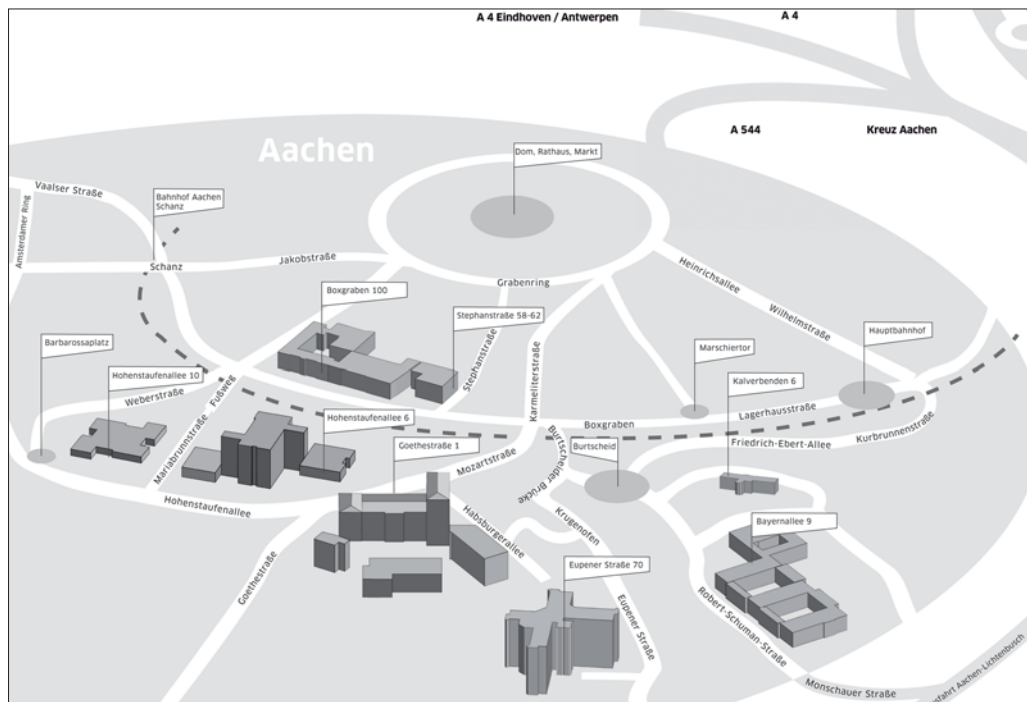 A 4 Eindhoven / Antwerpen
A 4
A 544
Kreuz Aachen
Aachen
Dom, Rathaus, Markt
Vaalser Straße
Bahnhof Aachen
Schanz
Amsterdamer Ring
Schanz
Jakobstraße
Grabenring
Heinrichsallee
Wilhelmstraße
Boxgraben 100
Stephanstraße 58-62
Hauptbahnhof
Barbarossaplatz
Marschiertor
Hohenstaufenallee 10
Kalverbenden 6
Stephanstraße
Karmeliterstraße
Weberstraße
Fußweg
Mariabrunnstraße
Hohenstaufenallee 6
Boxgraben
Lagerhausstraße
Kurbrunnenstraße
Goethestraße 1
Burtscheid
Friedrich-Ebert-Allee
Mozartstraße
Burtscheider Brücke
Hohenstaufenallee
Habsburgerallee
Krugenofen
Bayernallee 9
Goethestraße
Eupener Straße 70
Eupener Straße
Robert-Schuman-Straße
Monschauer Straße
Aachen-Lichtenbusch